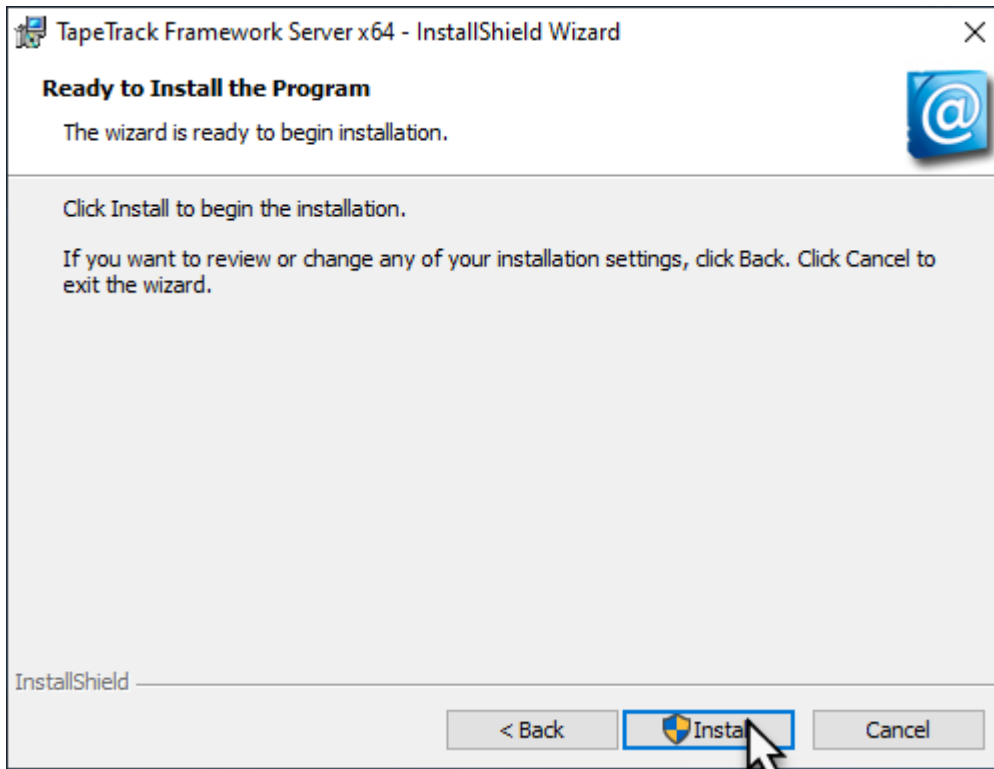 TapeTrack Framework Server x64 - InstallShield Wizard
Ready to Install the Program
The wizard is ready to begin installation.
@
Click Install to begin the installation.
If you want to review or change any of your installation settings, click Back. Click Cancel to
exit the wizard.
InstallShield
< Back
Install
Cancel